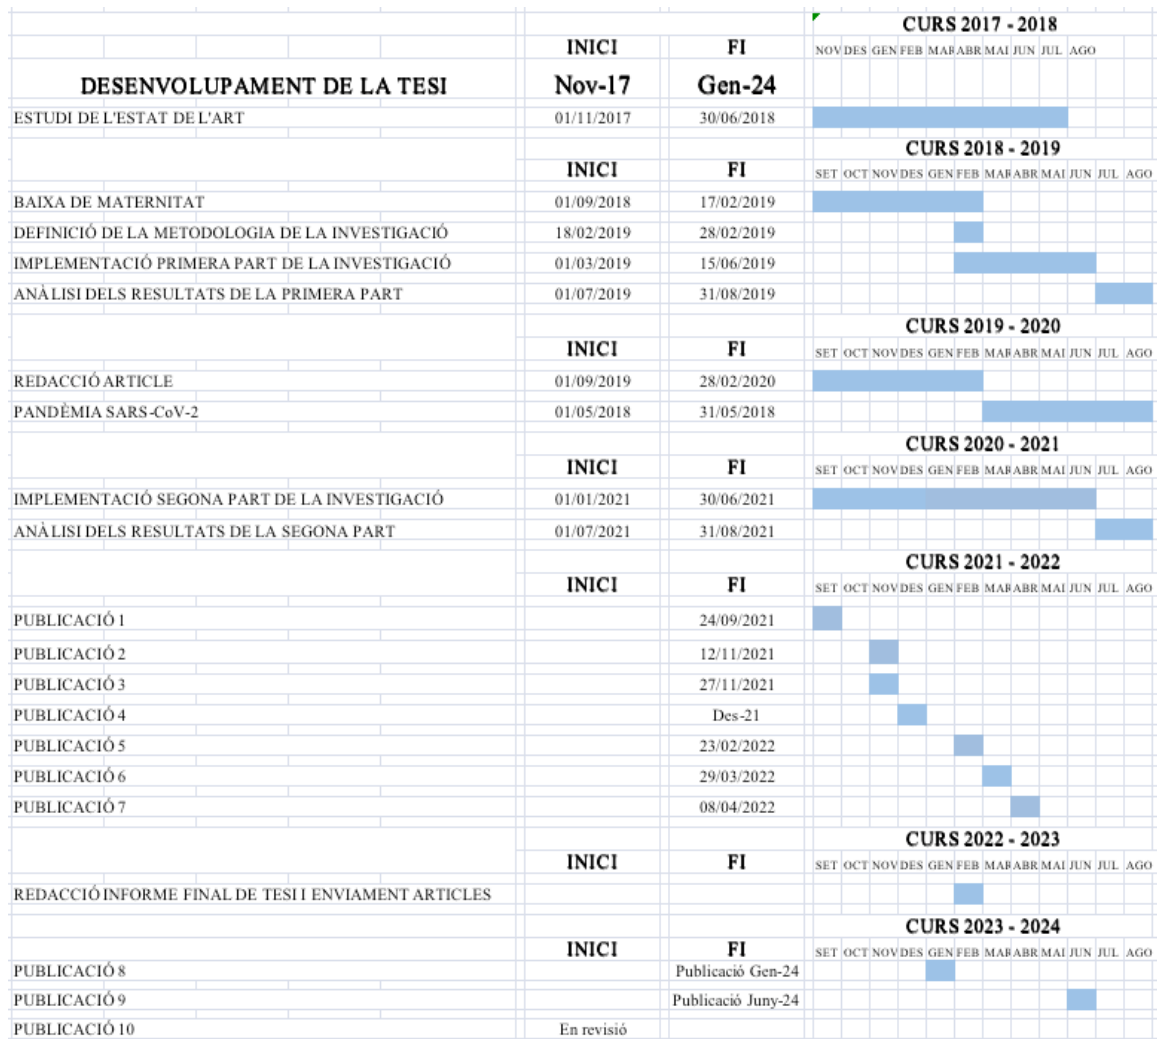 CURS 2017 - 2018
INICI FI NOV DES GEN FEB MAR ABR MAI JUN JUL AGO
DESENVOLUPAMENT DE LA TESI Nov-17 Gen-24
ESTUDI DE L'ESTAT DE L'ART 01/11/2017 30/06/2018
CURS 2018 - 2019
INICI FI SET OCT NOV DES GEN FEB MAR ABR MAI JUN JUL AGO
BAIXA DE MATERNITAT 01/09/2018 17/02/2019
DEFINICIÓ DE LA METODOLOGIA DE LA INVESTIGACIÓ 18/02/2019 28/02/2019
IMPLEMENTACIÓ PRIMERA PART DE LA INVESTIGACIÓ 01/03/2019 15/06/2019
ANÀLISI DELS RESULTATS DE LA PRIMERA PART 01/07/2019 31/08/2019
CURS 2019 - 2020
INICI FI SET OCT NOV DES GEN FEB MAR ABR MAI JUN JUL AGO
REDACCIÓ ARTICLE 01/09/2019 28/02/2020
PANDÈMIA SARS-CoV-2 01/05/2018 31/05/2018
CURS 2020 - 2021
INICI FI SET OCT NOV DES GEN FEB MAR ABR MAI JUN JUL AGO
IMPLEMENTACIÓ SEGONA PART DE LA INVESTIGACIÓ 01/01/2021 30/06/2021
ANÀLISI DELS RESULTATS DE LA SEGONA PART 01/07/2021 31/08/2021
CURS 2021 - 2022
INICI FI SET OCT NOV DES GEN FEB MAR ABR MAI JUN JUL AGO
PUBLICACIÓ 1 24/09/2021
PUBLICACIÓ 2 12/11/2021
PUBLICACIÓ 3 27/11/2021
PUBLICACIÓ 4 Des-21
PUBLICACIÓ 5 23/02/2022
PUBLICACIÓ 6 29/03/2022
PUBLICACIÓ 7 08/04/2022
CURS 2022 - 2023
INICI FI SET OCT NOV DES GEN FEB MAR ABR MAI JUN JUL AGO
REDACCIÓ INFORME FINAL DE TESI I ENVIAMENT ARTICLES
CURS 2023 - 2024
INICI FI SET OCT NOV DES GEN FEB MAR ABR MAI JUN JUL AGO
PUBLICACIÓ 8 Publicació Gen-24
PUBLICACIÓ 9 Publicació Juny-24
PUBLICACIÓ 10 En revisió